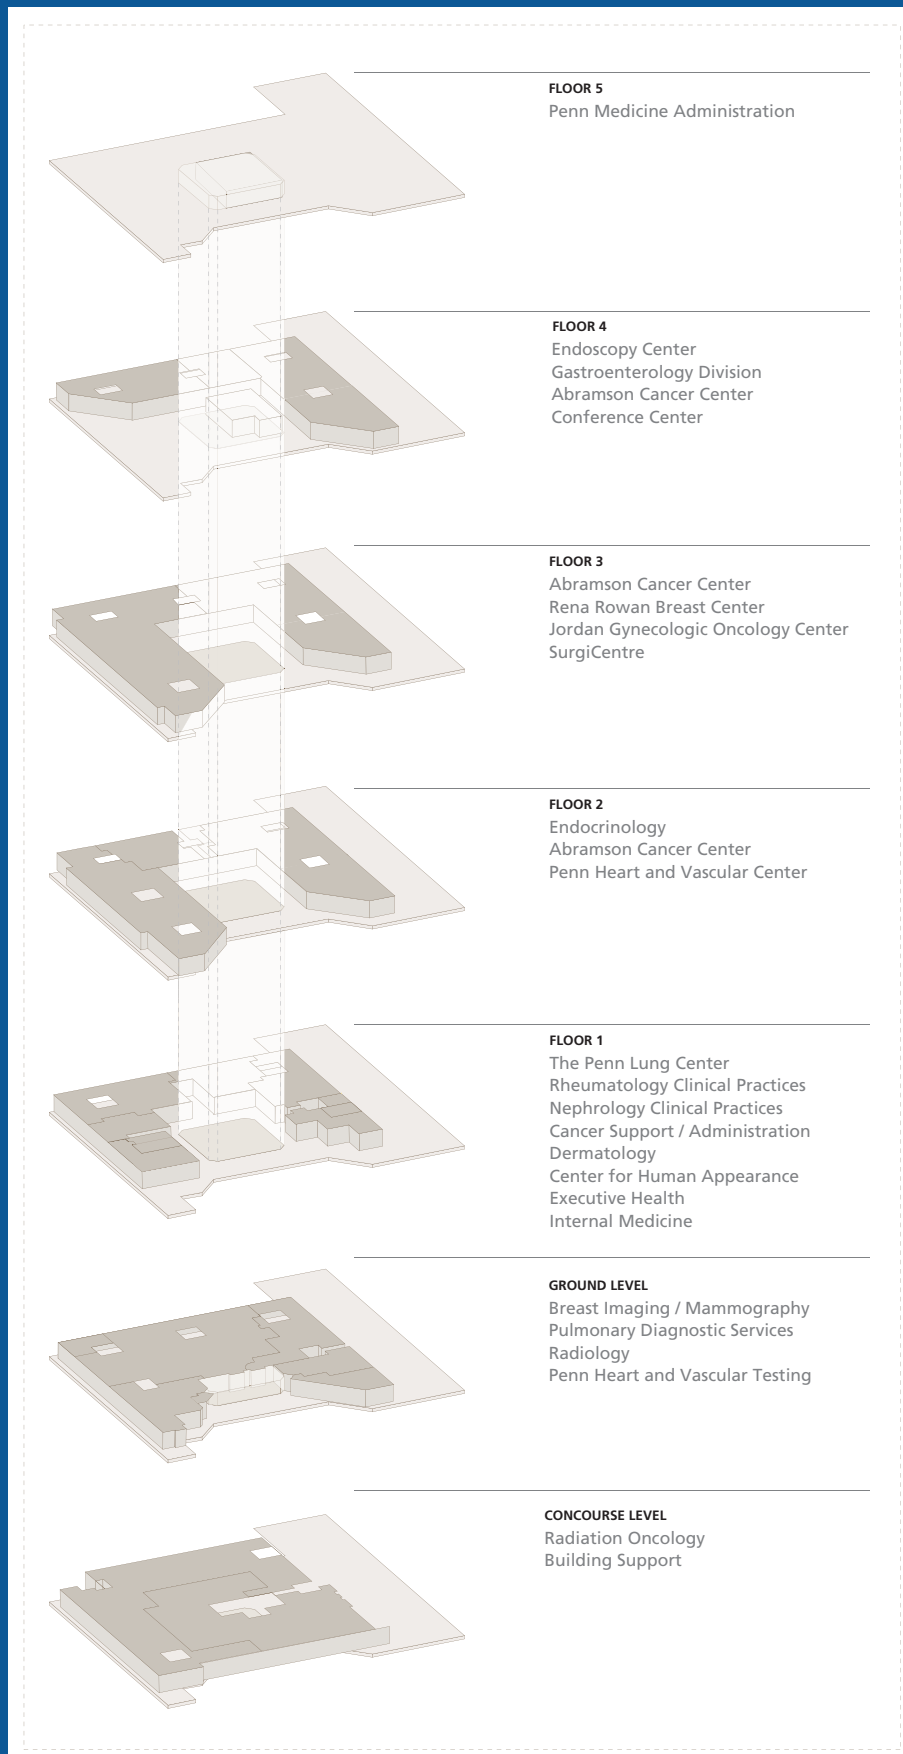 FLOOR 5
Penn Medicine Administration
FLOOR 4
Endoscopy Center
Gastroenterology Division
Abramson Cancer Center
Conference Center
FLOOR 3
Abramson Cancer Center
Rena Rowan Breast Center
Jordan Gynecologic Oncology Center
SurgiCentre
FLOOR 2
Endocrinology
Abramson Cancer Center
Penn Heart and Vascular Center
FLOOR 1
The Penn Lung Center
Rheumatology Clinical Practices
Nephrology Clinical Practices
Cancer Support / Administration
Dermatology
Center for Human Appearance
Executive Health
Internal Medicine
GROUND LEVEL
Breast Imaging / Mammography
Pulmonary Diagnostic Services
Radiology
Penn Heart and Vascular Testing
CONCOURSE LEVEL
Radiation Oncology
Building Support